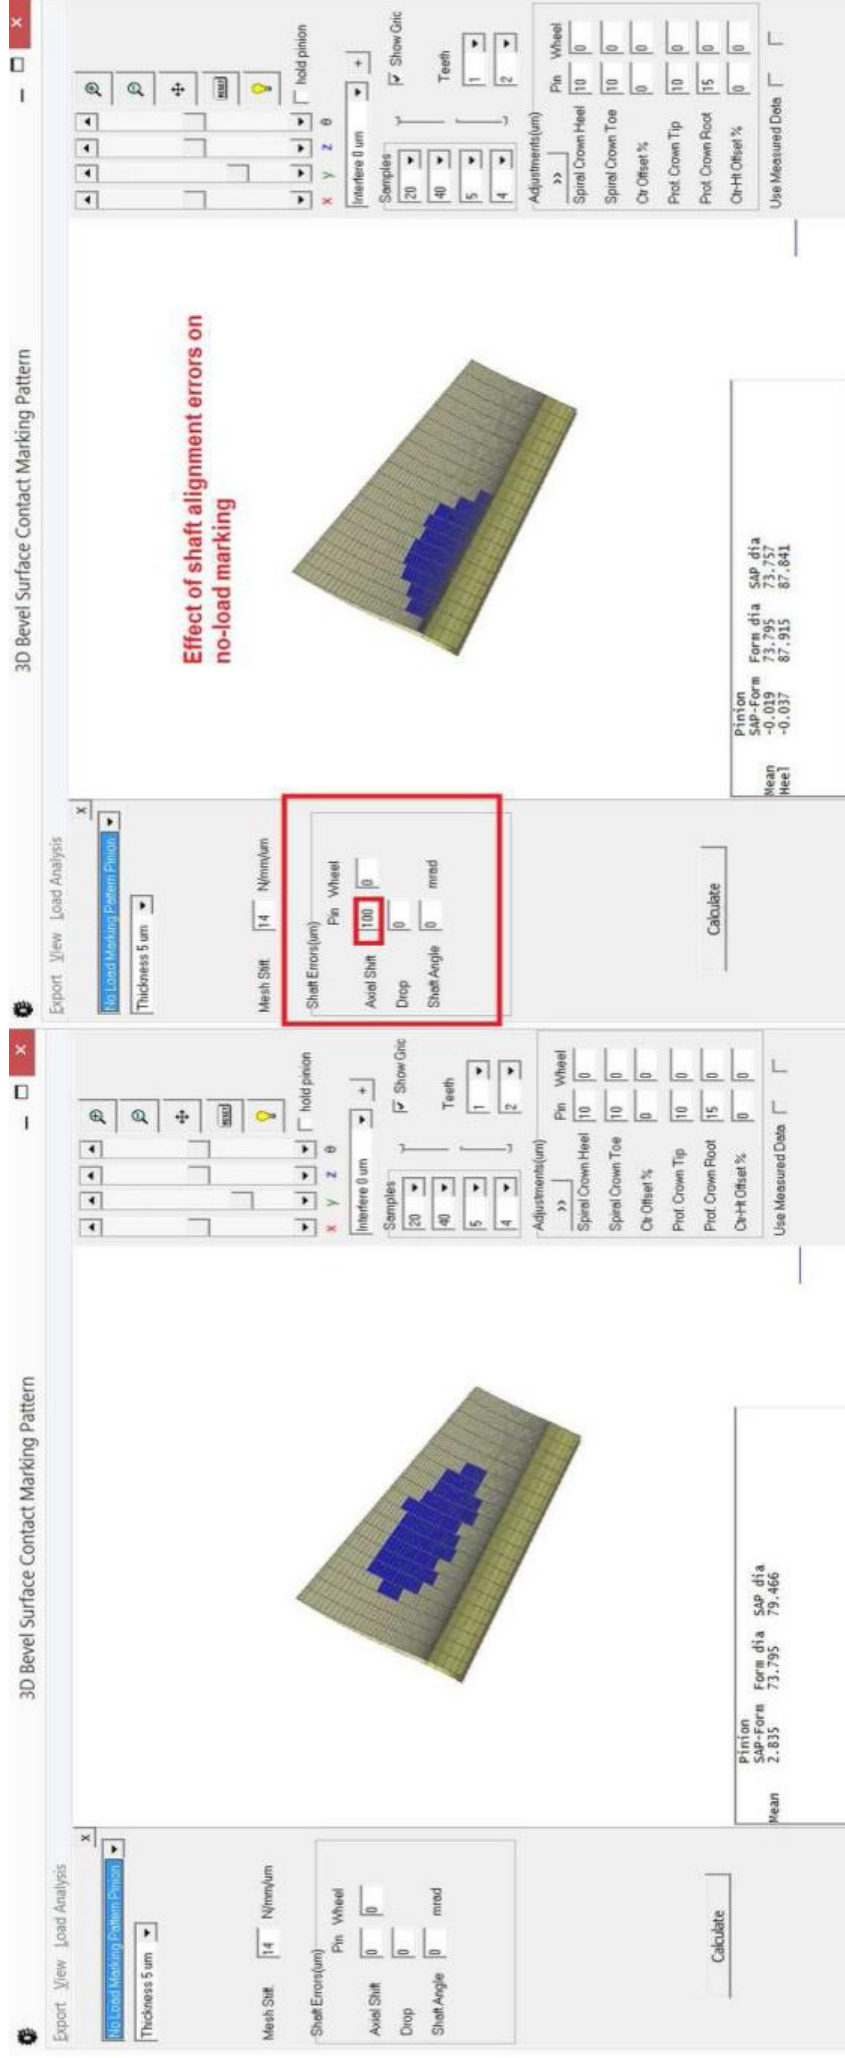 3D Bevel Surface Contact Marking Pattern
Export View Load Analysis
No Load Marking Pattern Pinion
Thickness 5 um
Mesh Stiff. 14 N/mm/um
Shaft Errors(um)
Pin Wheel
Axial Shift 0 0
Drop 0
Shaft Angle 0 mrad
Calculate
Pinion
SAP-Form Form dia SAP dia
Mean 2.835 73.795 79.466
RESET
hold pinion
x y z θ
Interfere 0 um +
Samples
20
40
5
4
Show Gric
Teeth
1
2
Adjustments(um)
>> Pin Wheel
Spiral Crown Heel 10 0
Spiral Crown Toe 10 0
Ctr Offset % 0 0
Prof. Crown Tip 10 0
Prof. Crown Root 15 0
Ctr-Ht Offset % 0 0
Use Measured Data
3D Bevel Surface Contact Marking Pattern
Export View Load Analysis
No Load Marking Pattern Pinion
Thickness 5 um
Mesh Stiff. 14 N/mm/um
Shaft Errors(um)
Pin Wheel
Axial Shift 100 0
Drop 0
Shaft Angle 0 mrad
Calculate
Effect of shaft alignment errors on
no-load marking
Pinion
SAP-Form Form dia SAP dia
Mean -0.019 73.795 73.757
Heel -0.037 87.915 87.841
RESET
hold pinion
x y z θ
Interfere 0 um +
Samples
20
40
5
4
Show Gric
Teeth
1
2
Adjustments(um)
>> Pin Wheel
Spiral Crown Heel 10 0
Spiral Crown Toe 10 0
Ctr Offset % 0 0
Prof. Crown Tip 10 0
Prof. Crown Root 15 0
Ctr-Ht Offset % 0 0
Use Measured Data